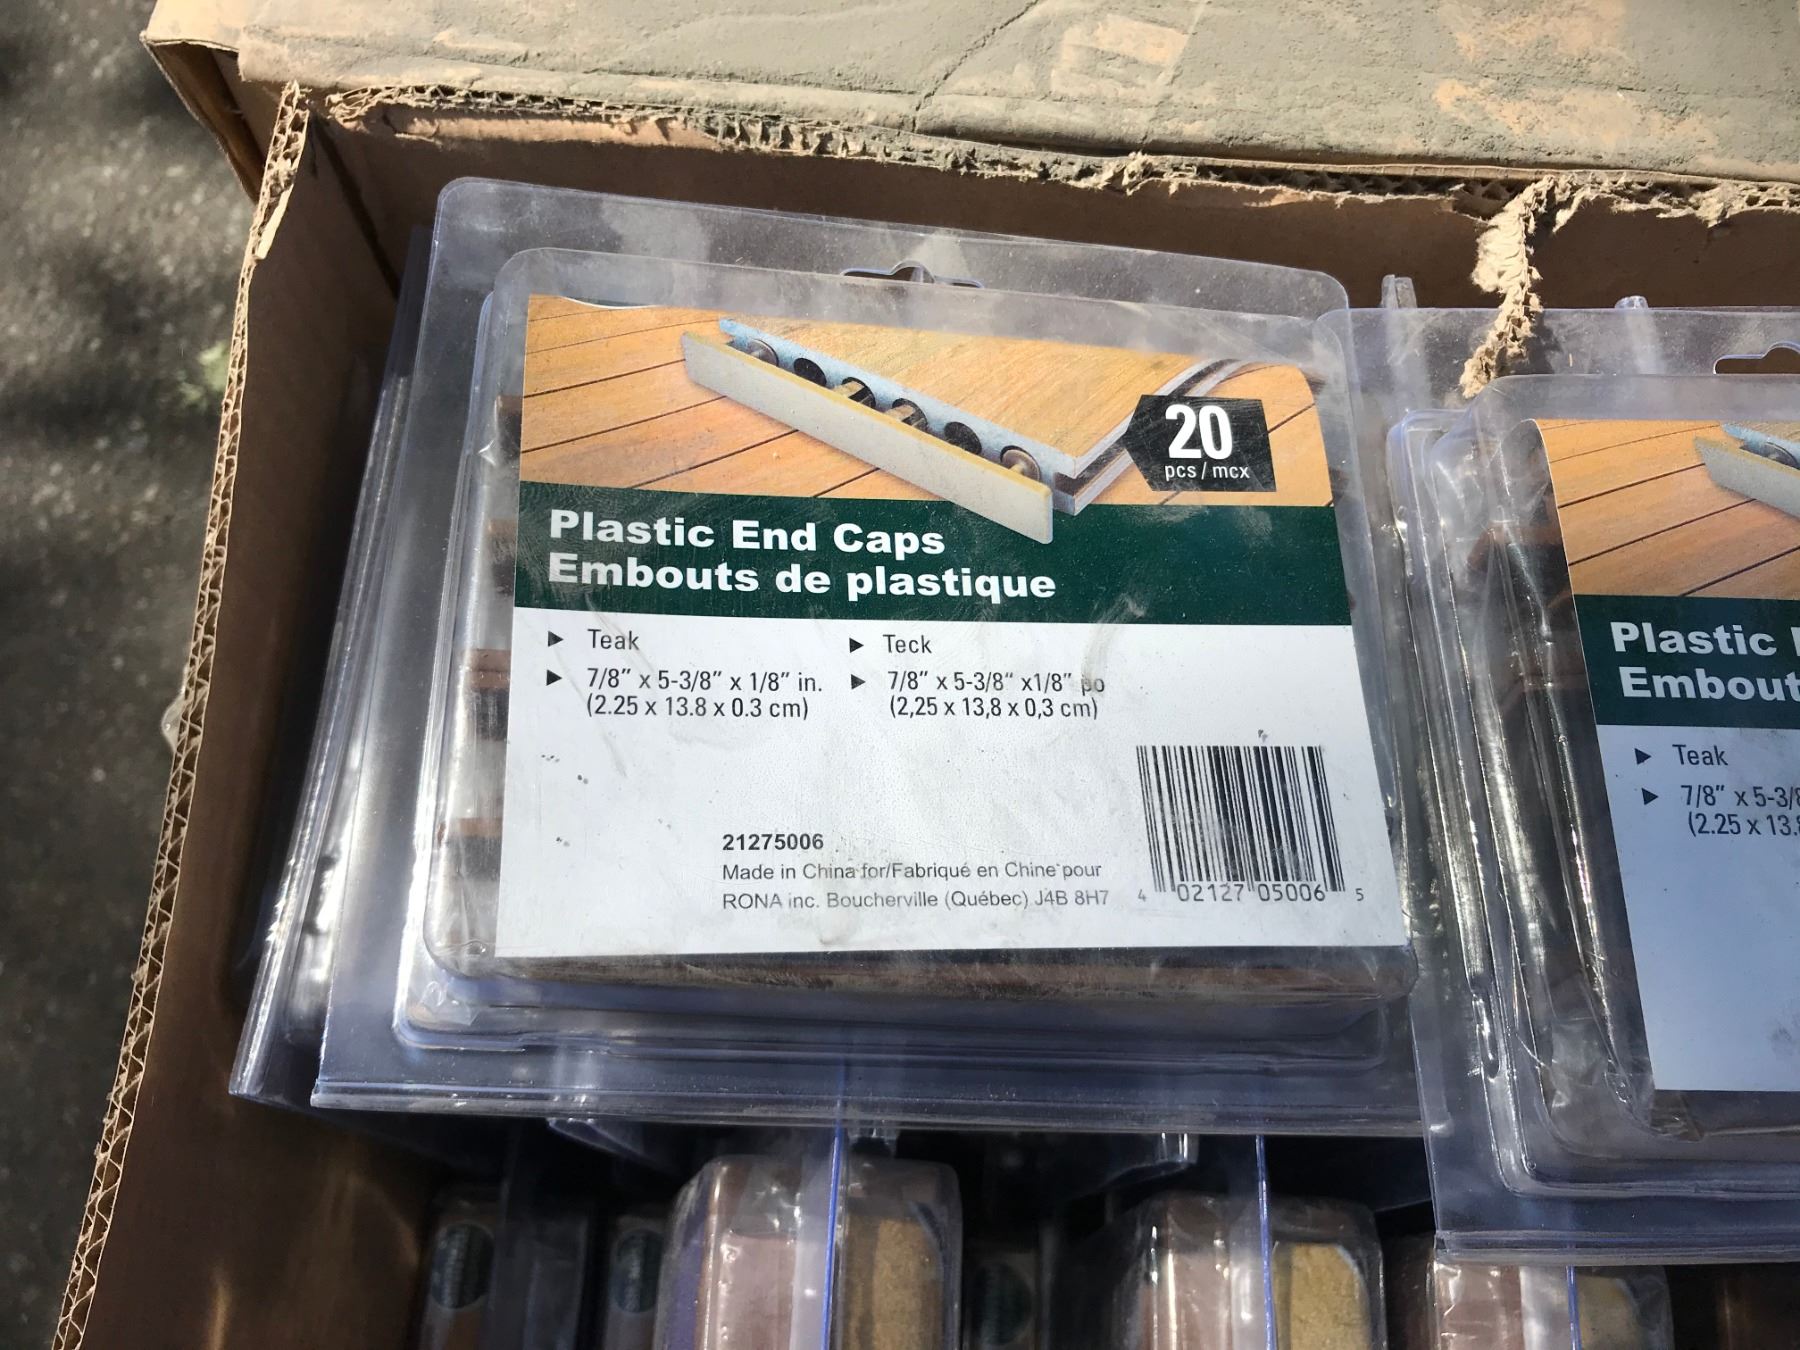 20
pcs / mcx
Plastic End Caps
Embouts de plastique
Teak
7/8" x 5-3/8" x 1/8" in.
(2.25 x 13.8 x 0.3 cm)
Teck
7/8" x 5-3/8" x1/8" po
(2,25 x 13,8 x 0,3 cm)
21275006
Made in China for/Fabriqué en Chine pour
RONA inc. Boucherville (Québec) J4B 8H7
4 02127 05006 5
Plastic
Embout
Teak
7/8" x 5-3/8
(2.25 x 13.8